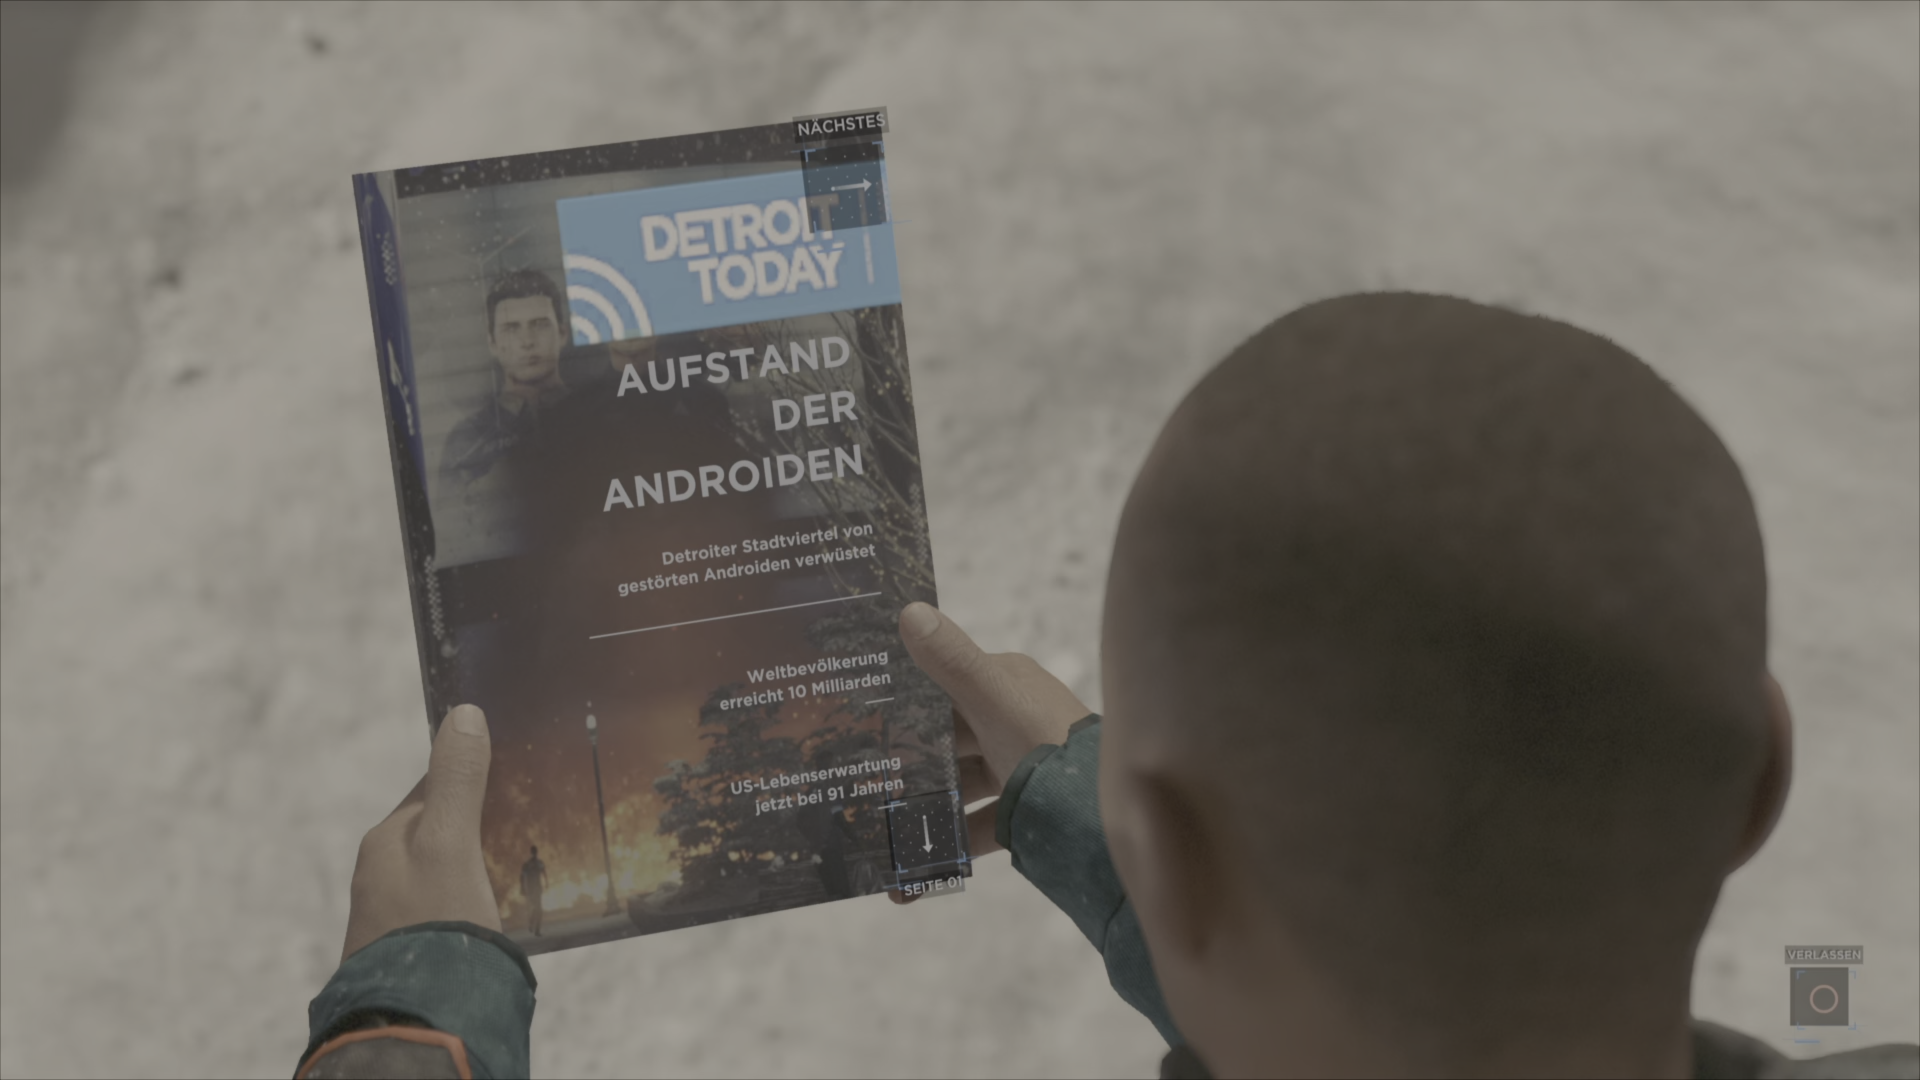 NÄCHSTES
DETROIT
TODAY
AUFSTAND
DER
ANDROIDEN
Detroiter Stadtviertel von
gestörten Androiden verwüstet
Weltbevölkerung
erreicht 10 Milliarden
US-Lebenserwartung
jetzt bei 91 Jahren
SEITE 01
VERLASSEN